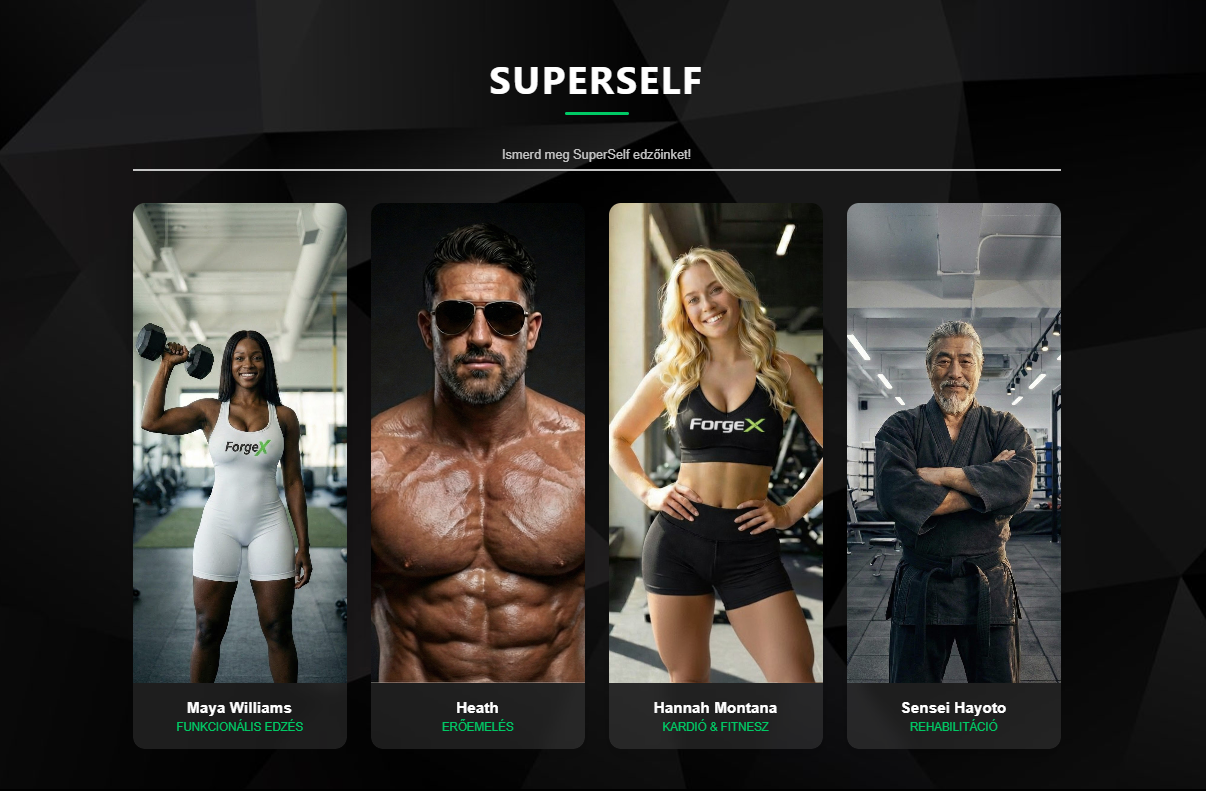 SUPERSELF
Ismerd meg SuperSelf edzőinket!
ForgeX
ForgeX
Maya Williams
FUNKCIONÁLIS EDZÉS
Heath
ERŐEMELÉS
Hannah Montana
KARDIÓ & FITNESZ
Sensei Hayoto
REHABILITÁCIÓ